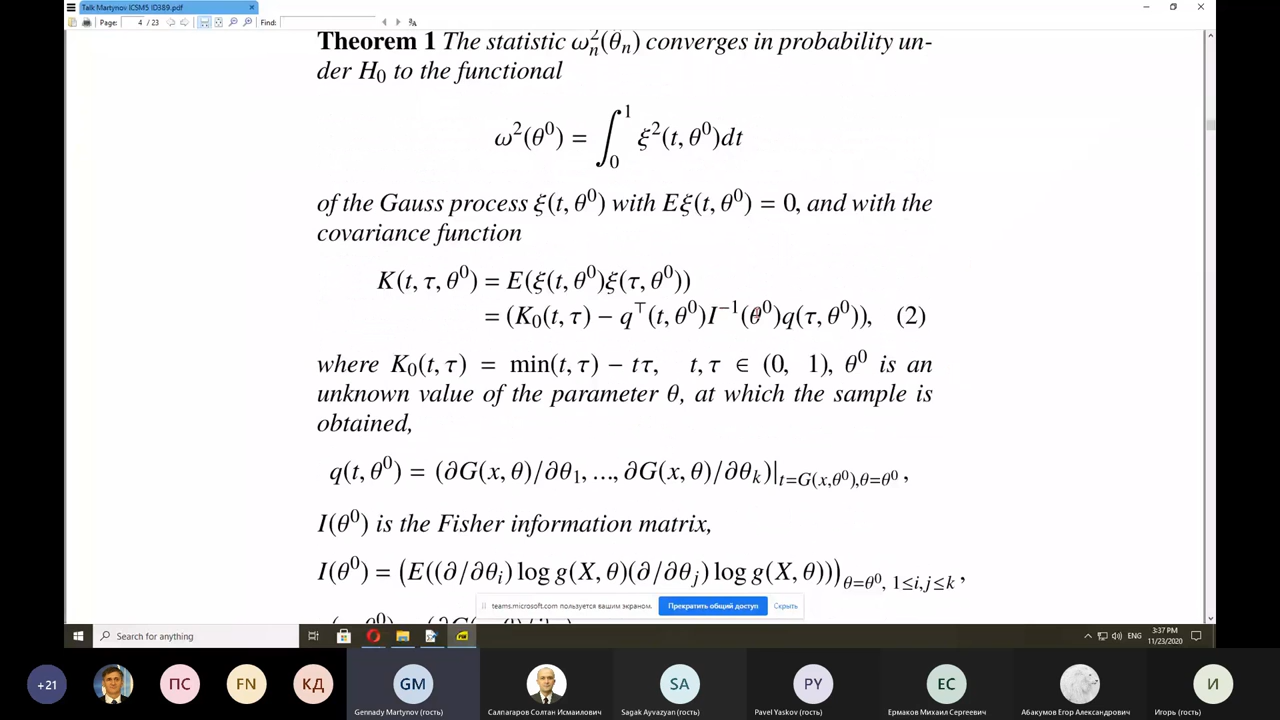 Talk Martynov ICSM5 ID389.pdf
Page: 4 / 23 Find:
Theorem 1 The statistic ω²ₙ(θₙ) converges in probability un-
der H₀ to the functional
ω²(θ⁰) = ∫₀¹ ξ²(t, θ⁰)dt
of the Gauss process ξ(t, θ⁰) with Eξ(t, θ⁰) = 0, and with the
covariance function
K(t, τ, θ⁰) = E(ξ(t, θ⁰)ξ(τ, θ⁰))
= (K₀(t, τ) − q⊤(t, θ⁰)I⁻¹(θ⁰)q(τ, θ⁰)), (2)
where K₀(t, τ) = min(t, τ) − tτ, t, τ ∈ (0, 1), θ⁰ is an
unknown value of the parameter θ, at which the sample is
obtained,
q(t, θ⁰) = (∂G(x, θ)/∂θ₁, ..., ∂G(x, θ)/∂θₖ)|t=G(x,θ⁰),θ=θ⁰,
I(θ⁰) is the Fisher information matrix,
I(θ⁰) = (E((∂/∂θᵢ) log g(X, θ)(∂/∂θⱼ) log g(X, θ)))θ=θ⁰, 1≤i,j≤k,
teams.microsoft.com пользуется вашим экраном. Прекратить общий доступ Скрыть
Search for anything
ENG
3:37 PM
11/23/2020
+21 ПС FN КД GM SA PY ЕС И
Gennady Martynov (гость) Салпагаров Солтан Исмаилович Sagak Ayvazyan (гость) Pavel Yaskov (гость) Ермаков Михаил Сергеевич Абакумов Егор Александрович Игорь (гость)